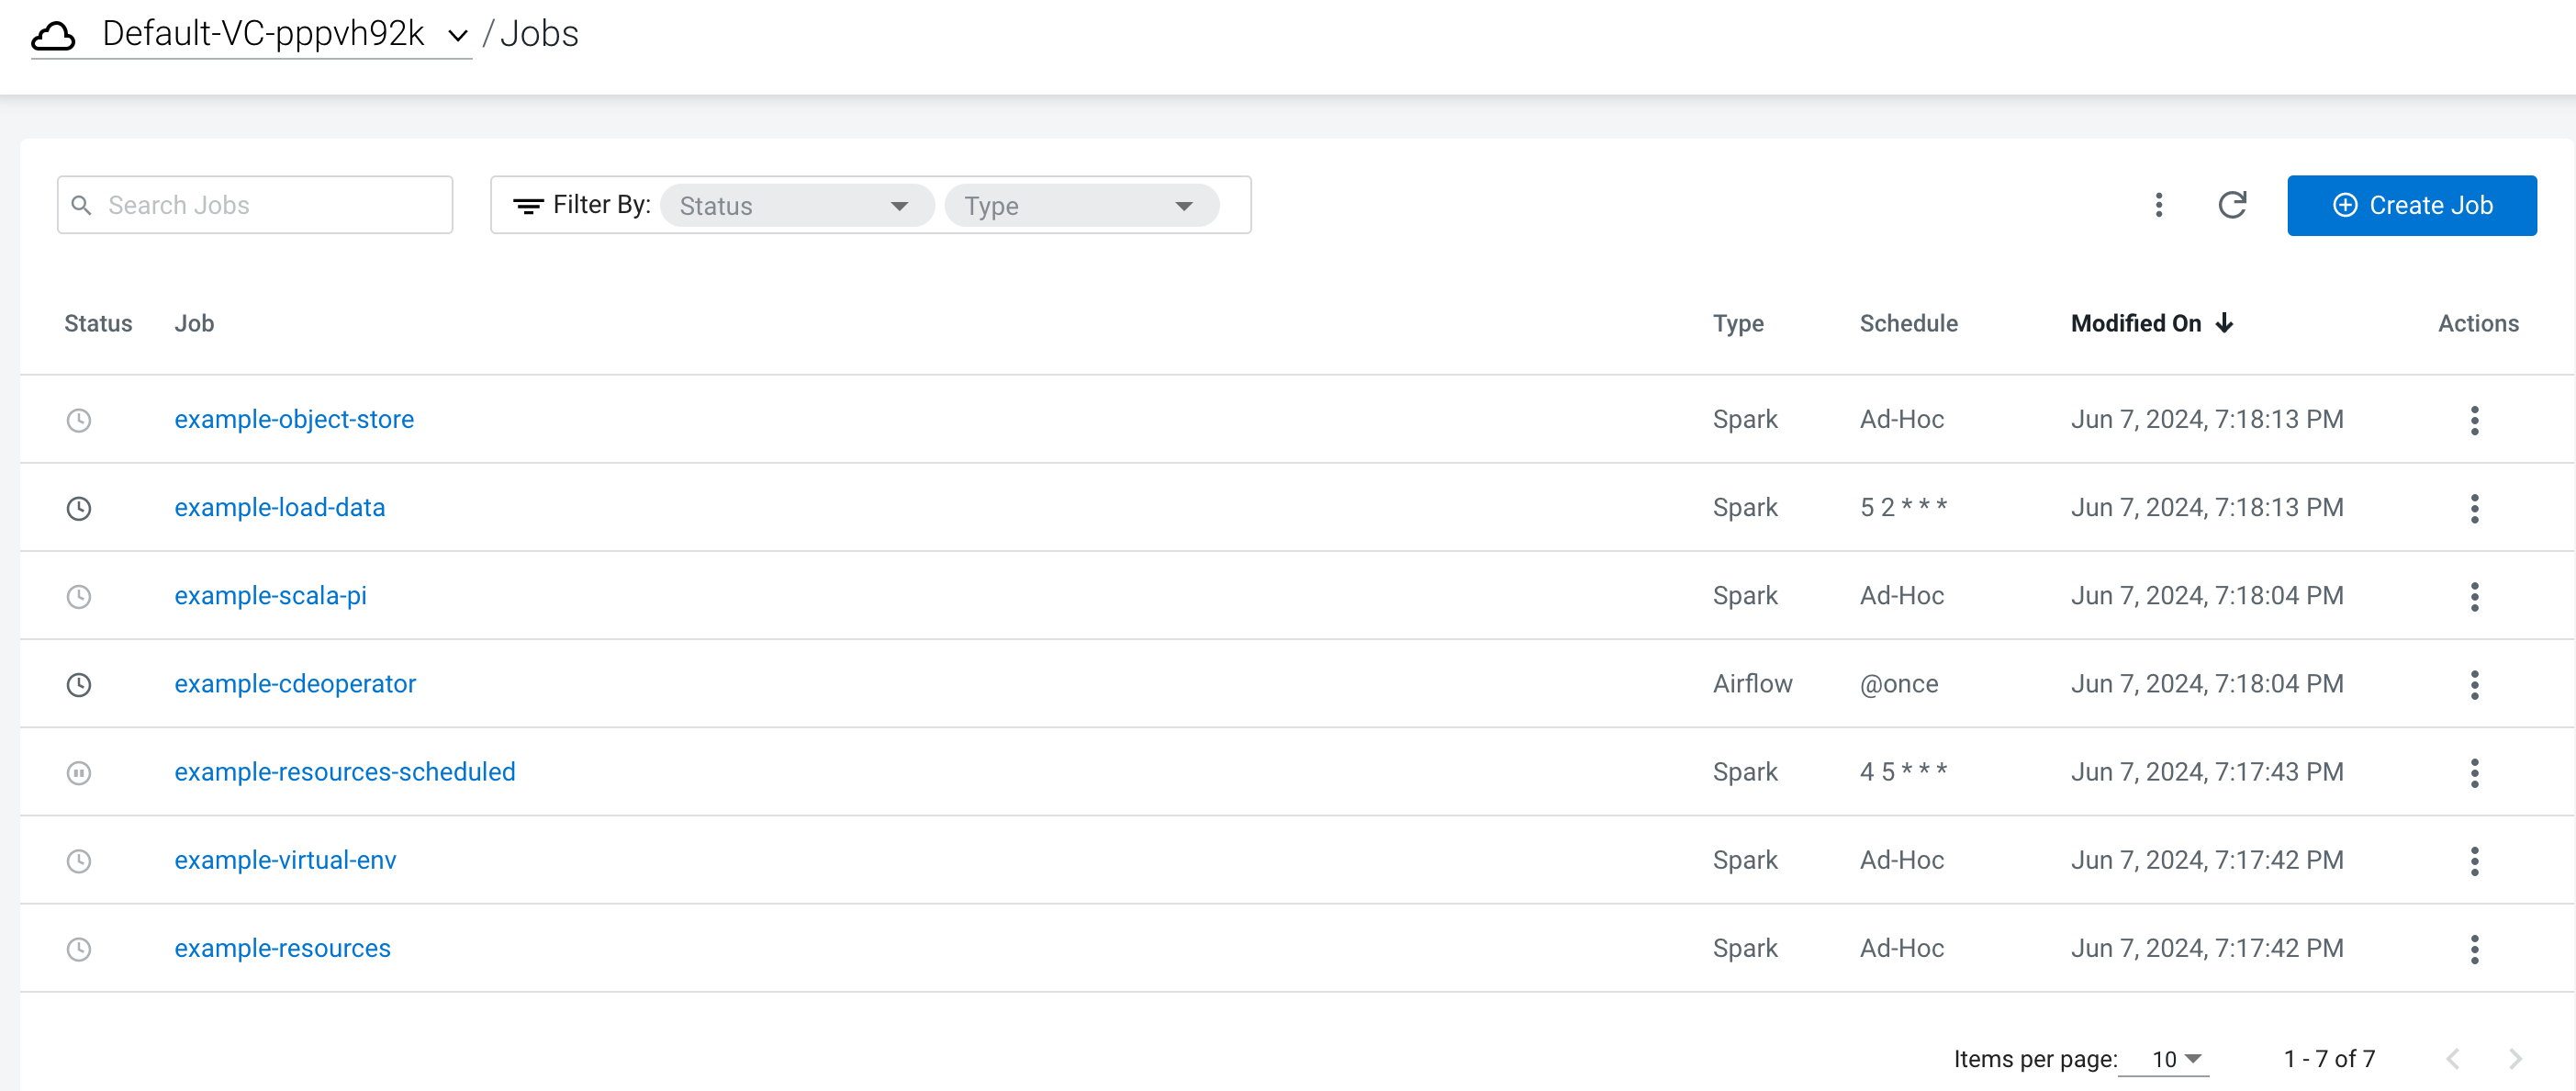 Default-VC-pppvh92k / Jobs
Search Jobs Filter By: Status Type Create Job
Status Job Type Schedule Modified On Actions
example-object-store Spark Ad-Hoc Jun 7, 2024, 7:18:13 PM
example-load-data Spark 5 2 * * * Jun 7, 2024, 7:18:13 PM
example-scala-pi Spark Ad-Hoc Jun 7, 2024, 7:18:04 PM
example-cdeoperator Airflow @once Jun 7, 2024, 7:18:04 PM
example-resources-scheduled Spark 4 5 * * * Jun 7, 2024, 7:17:43 PM
example-virtual-env Spark Ad-Hoc Jun 7, 2024, 7:17:42 PM
example-resources Spark Ad-Hoc Jun 7, 2024, 7:17:42 PM
Items per page: 10 1 - 7 of 7